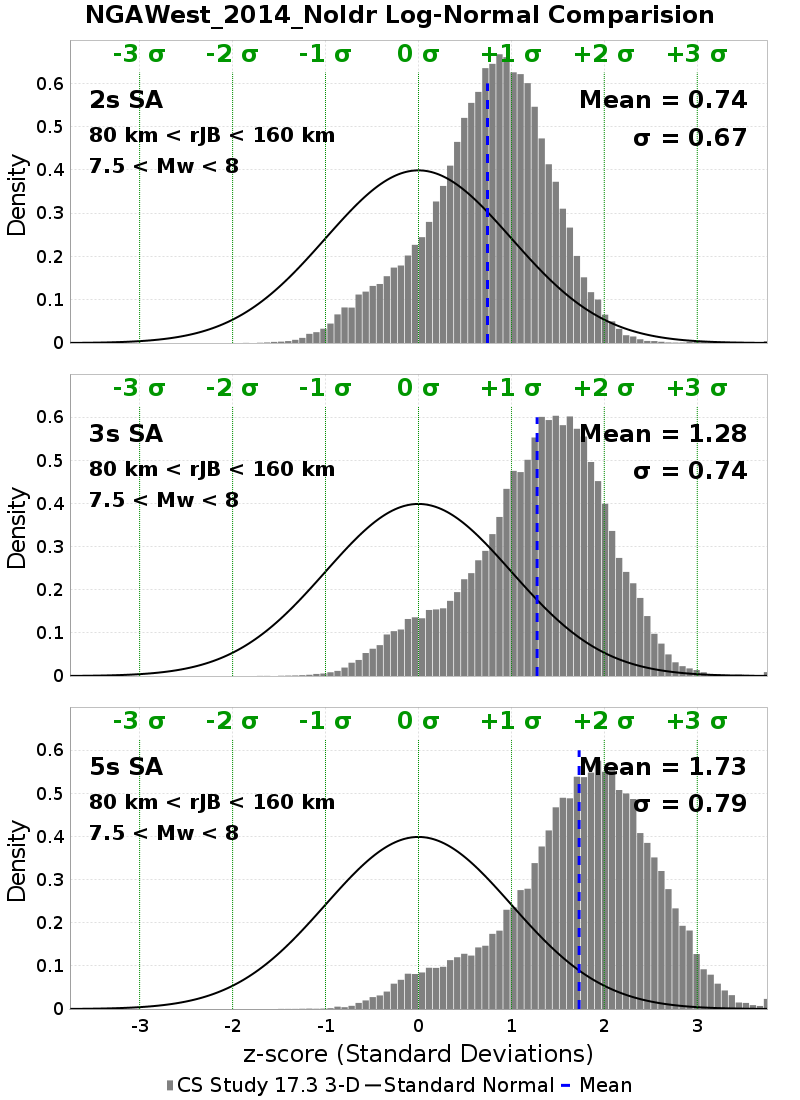 NGAWest_2014_NoIdr Log-Normal Comparision
-3 σ -2 σ -1 σ 0 σ +1 σ +2 σ +3 σ
2s SA
80 km < rJB < 160 km
7.5 < Mw < 8
Mean = 0.74
σ = 0.67
Density
0.6
0.5
0.4
0.3
0.2
0.1
0
-3 σ -2 σ -1 σ 0 σ +1 σ +2 σ +3 σ
3s SA
80 km < rJB < 160 km
7.5 < Mw < 8
Mean = 1.28
σ = 0.74
Density
0.6
0.5
0.4
0.3
0.2
0.1
0
-3 σ -2 σ -1 σ 0 σ +1 σ +2 σ +3 σ
5s SA
80 km < rJB < 160 km
7.5 < Mw < 8
Mean = 1.73
σ = 0.79
Density
0.6
0.5
0.4
0.3
0.2
0.1
0
-3 -2 -1 0 1 2 3
z-score (Standard Deviations)
CS Study 17.3 3-D Standard Normal Mean